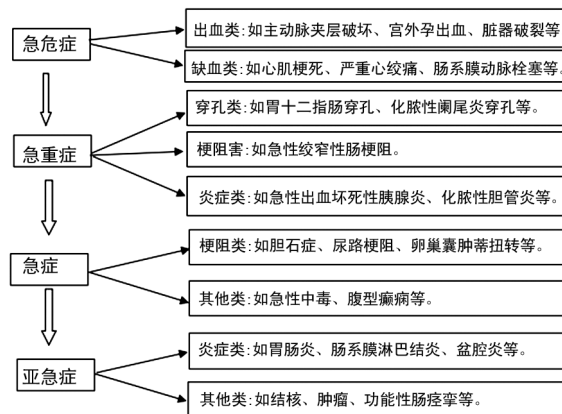 急危症
出血类:如主动脉夹层破坏、宫外孕出血、脏器破裂等
缺血类:如心肌梗死、严重心绞痛、肠系膜动脉栓塞等。
急重症
穿孔类:如胃十二指肠穿孔、化脓性阑尾炎穿孔等。
梗阻害:如急性绞窄性肠梗阻。
炎症类:如急性出血坏死性胰腺炎、化脓性胆管炎等。
急症
梗阻类:如胆石症、尿路梗阻、卵巢囊肿蒂扭转等。
其他类:如急性中毒、腹型癫痫等。
亚急症
炎症类:如胃肠炎、肠系膜淋巴结炎、盆腔炎等。
其他类:如结核、肿瘤、功能性肠痉挛等。